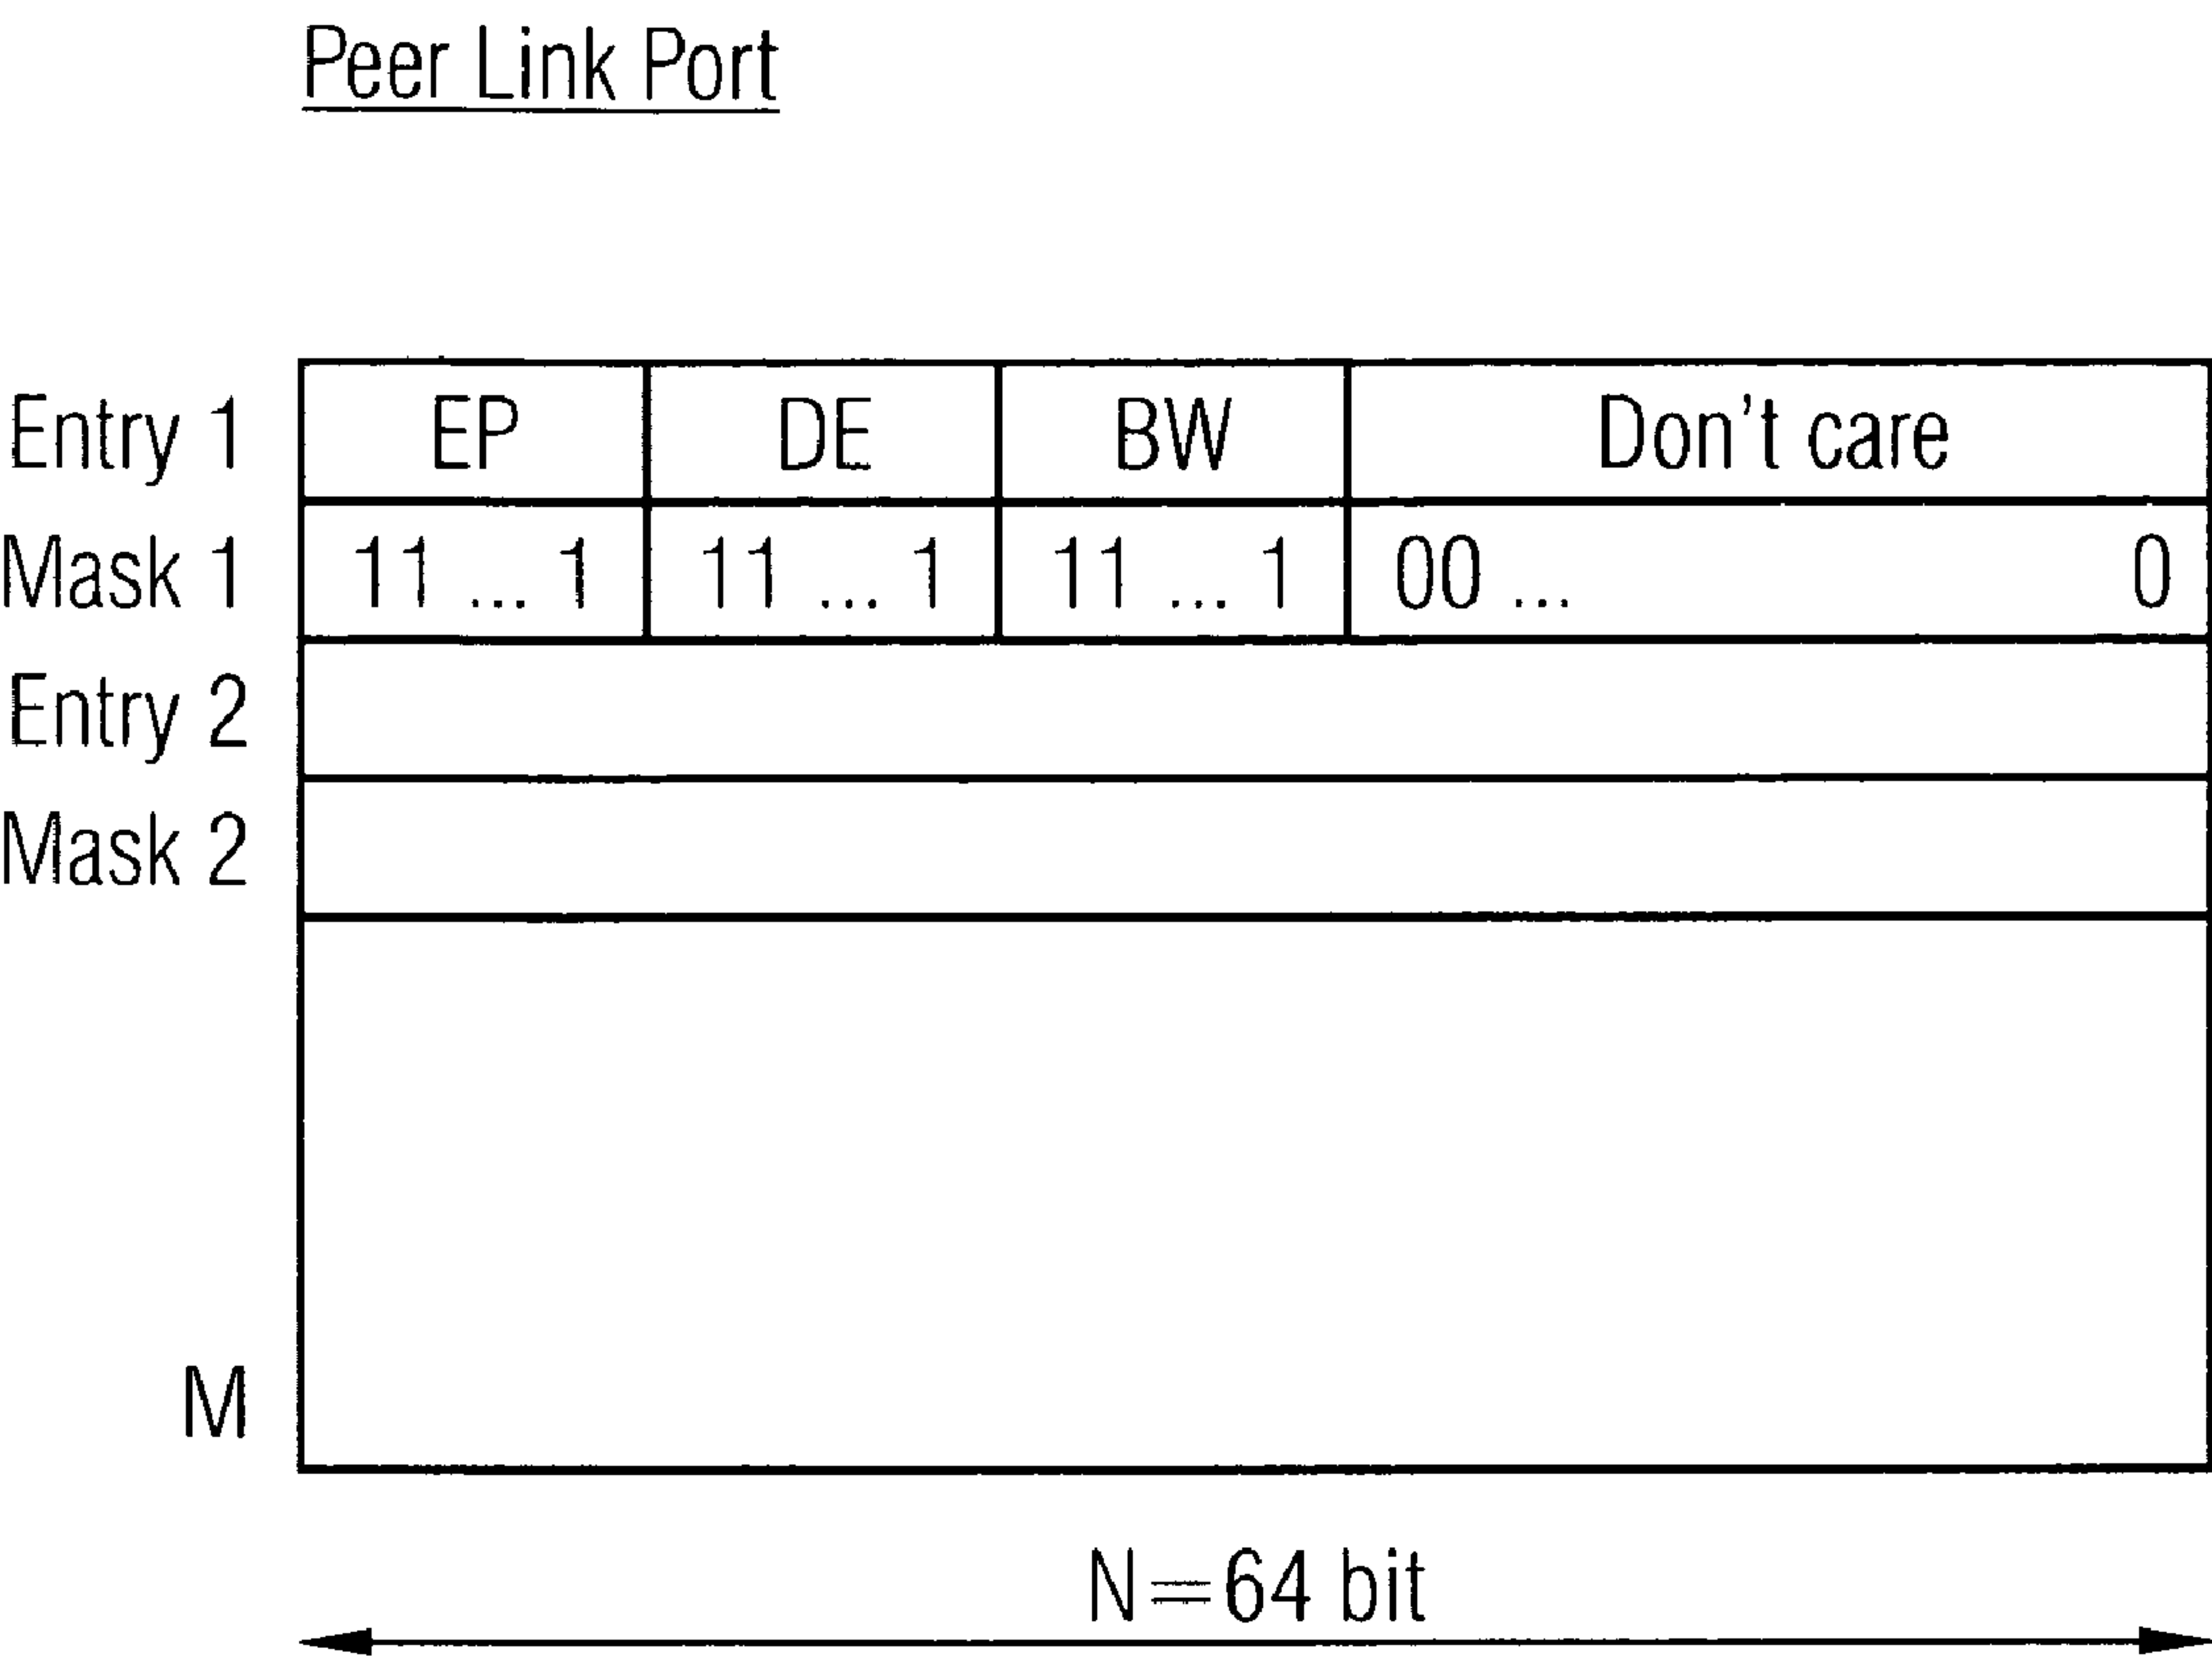 Peer Link Port
Entry 1 EP DE BW Don't care
Mask 1 11 ... 1 11 ... 1 11 ... 1 00 ... 0
Entry 2
Mask 2
M
N=64 bit